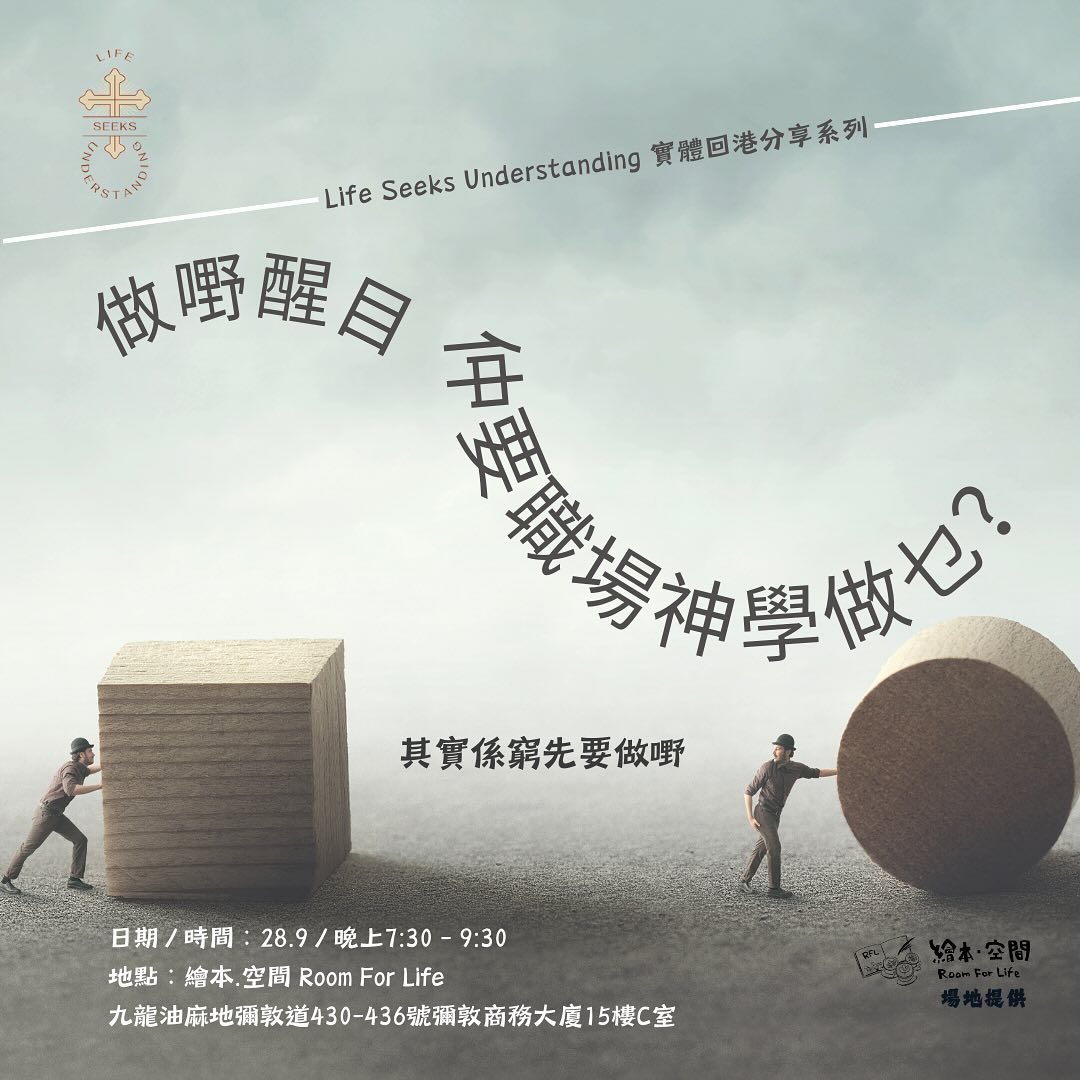 LIFE
SEEKS
UNDERSTANDING
Life Seeks Understanding 實體回港分享系列
做嘢醒目
仲要職場神學做乜?
其實係窮先要做嘢
日期 / 時間：28.9 / 晚上7:30 - 9:30
地點：繪本.空間 Room For Life
九龍油麻地彌敦道430-436號彌敦商務大廈15樓C室
RFL
繪本·空間
Room For Life
場地提供